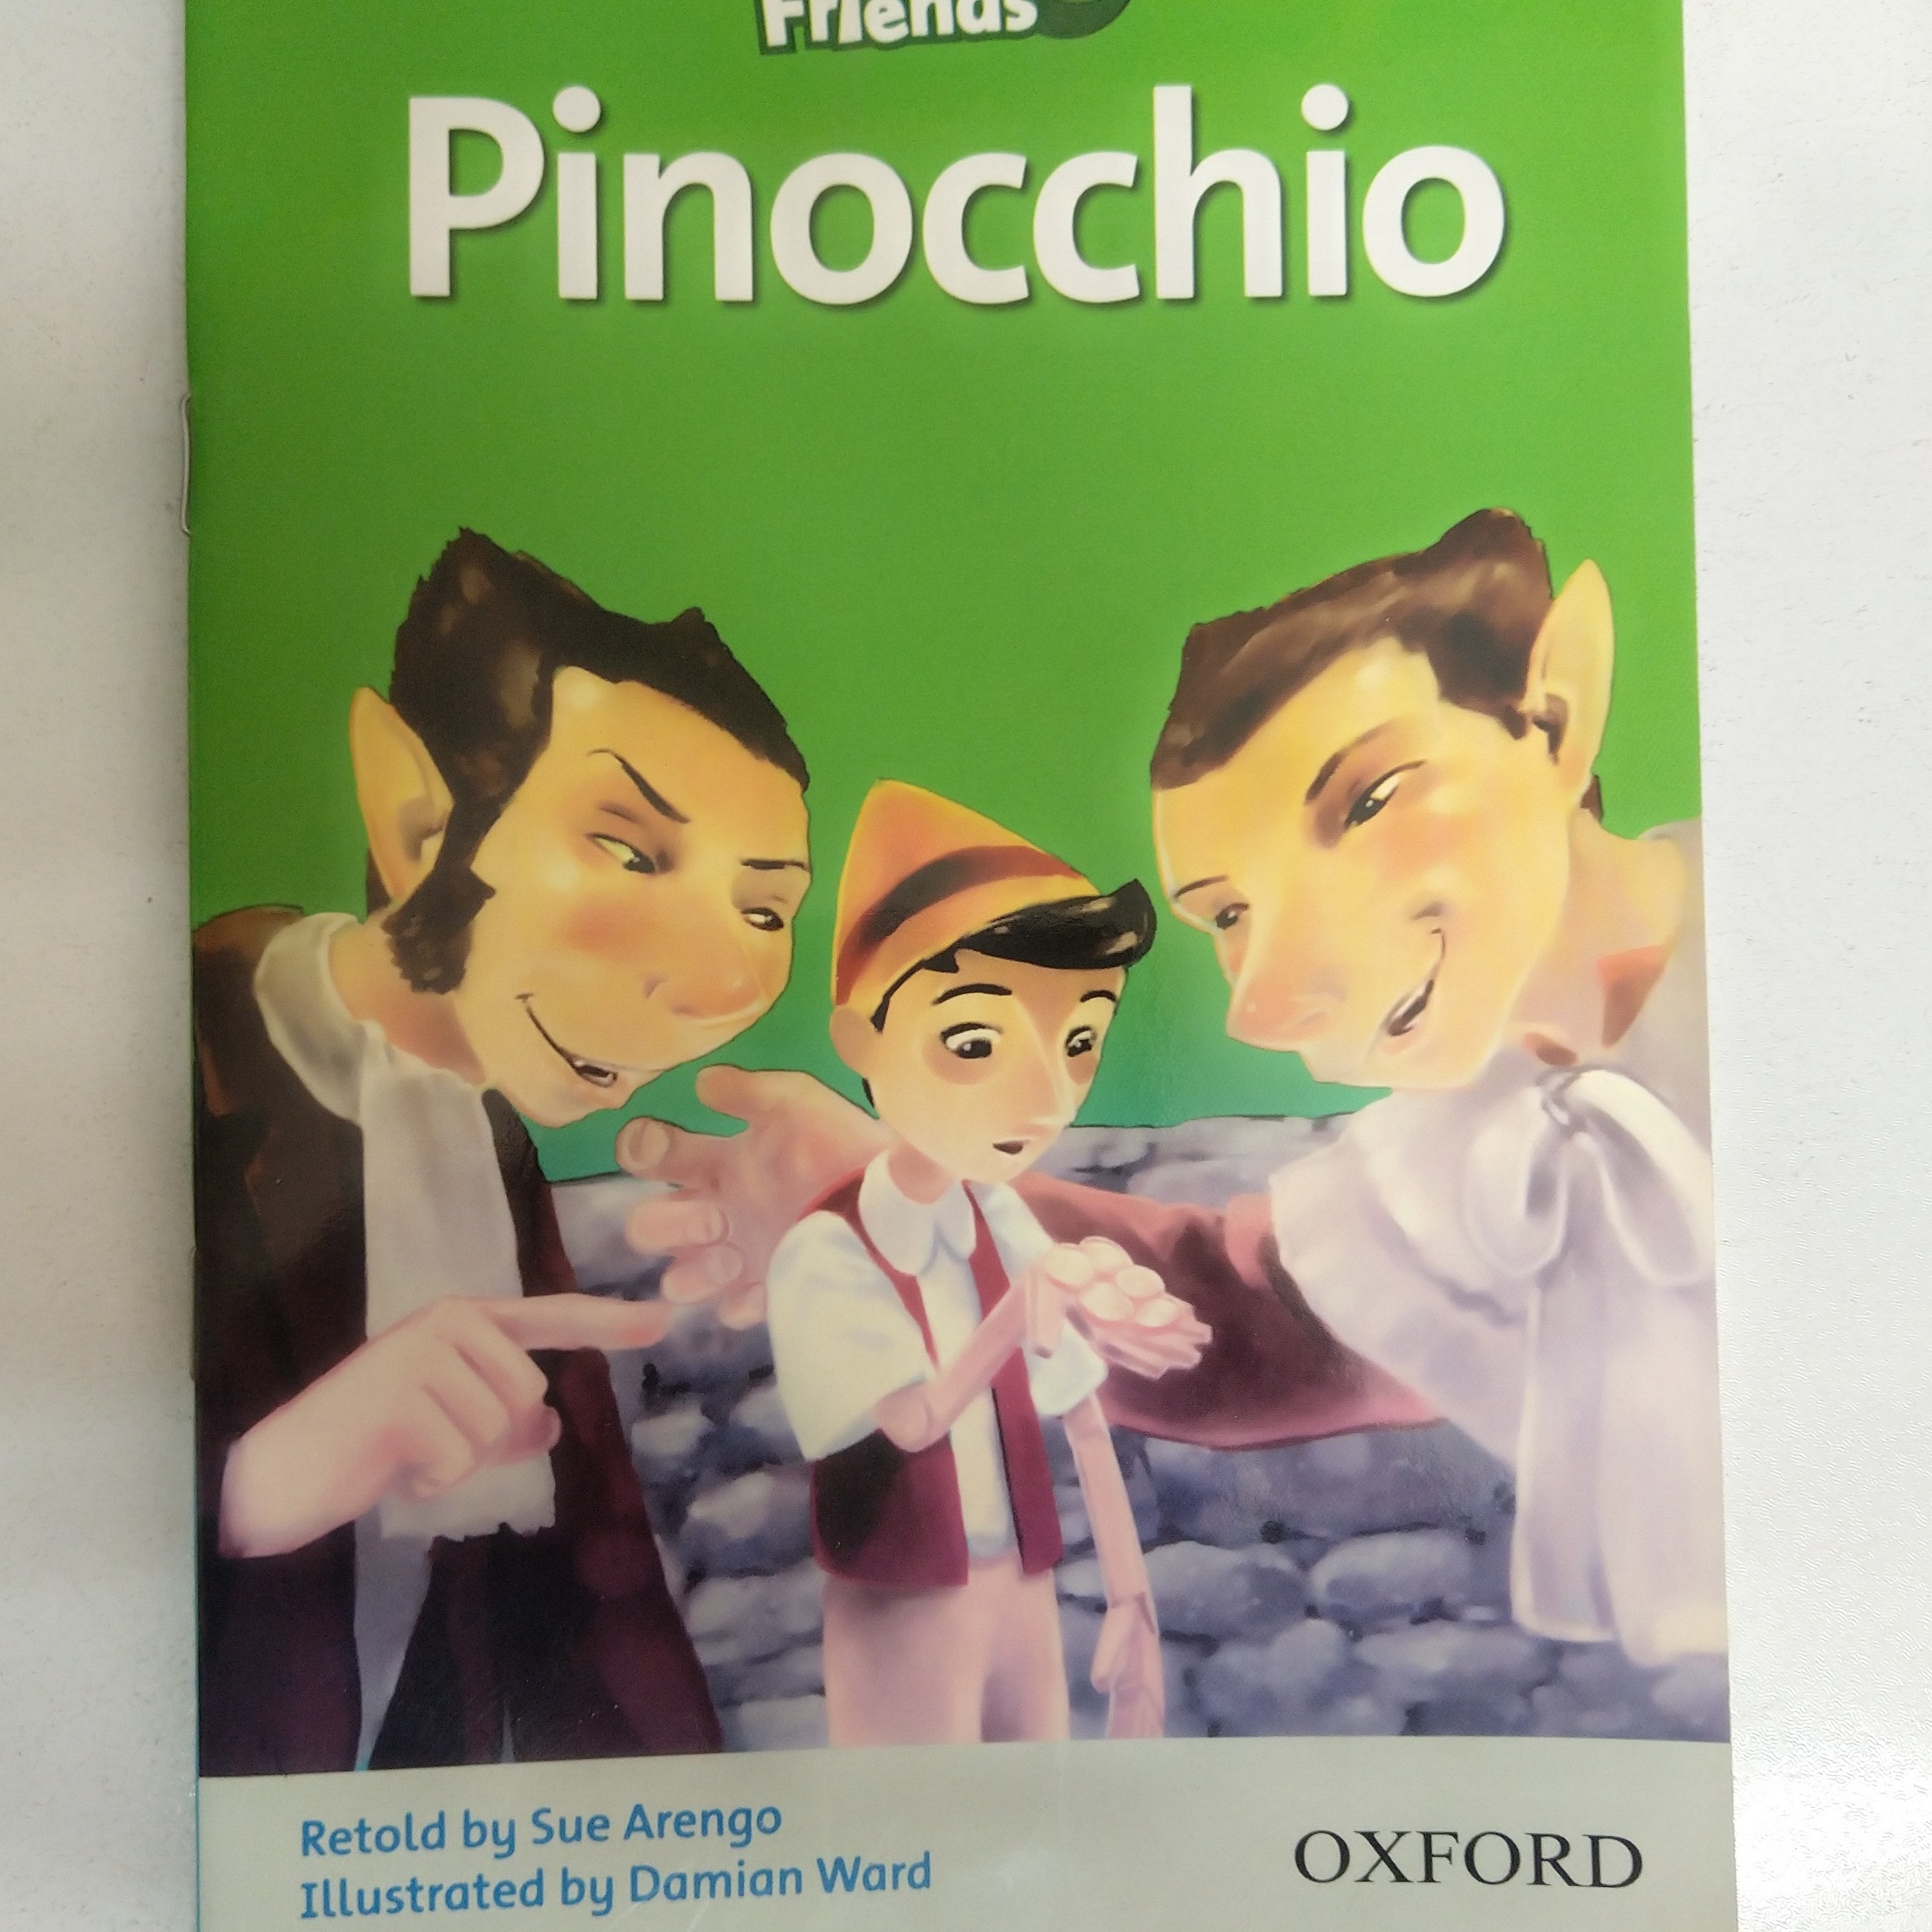 Friends
Pinocchio
Retold by Sue Arengo
Illustrated by Damian Ward
OXFORD